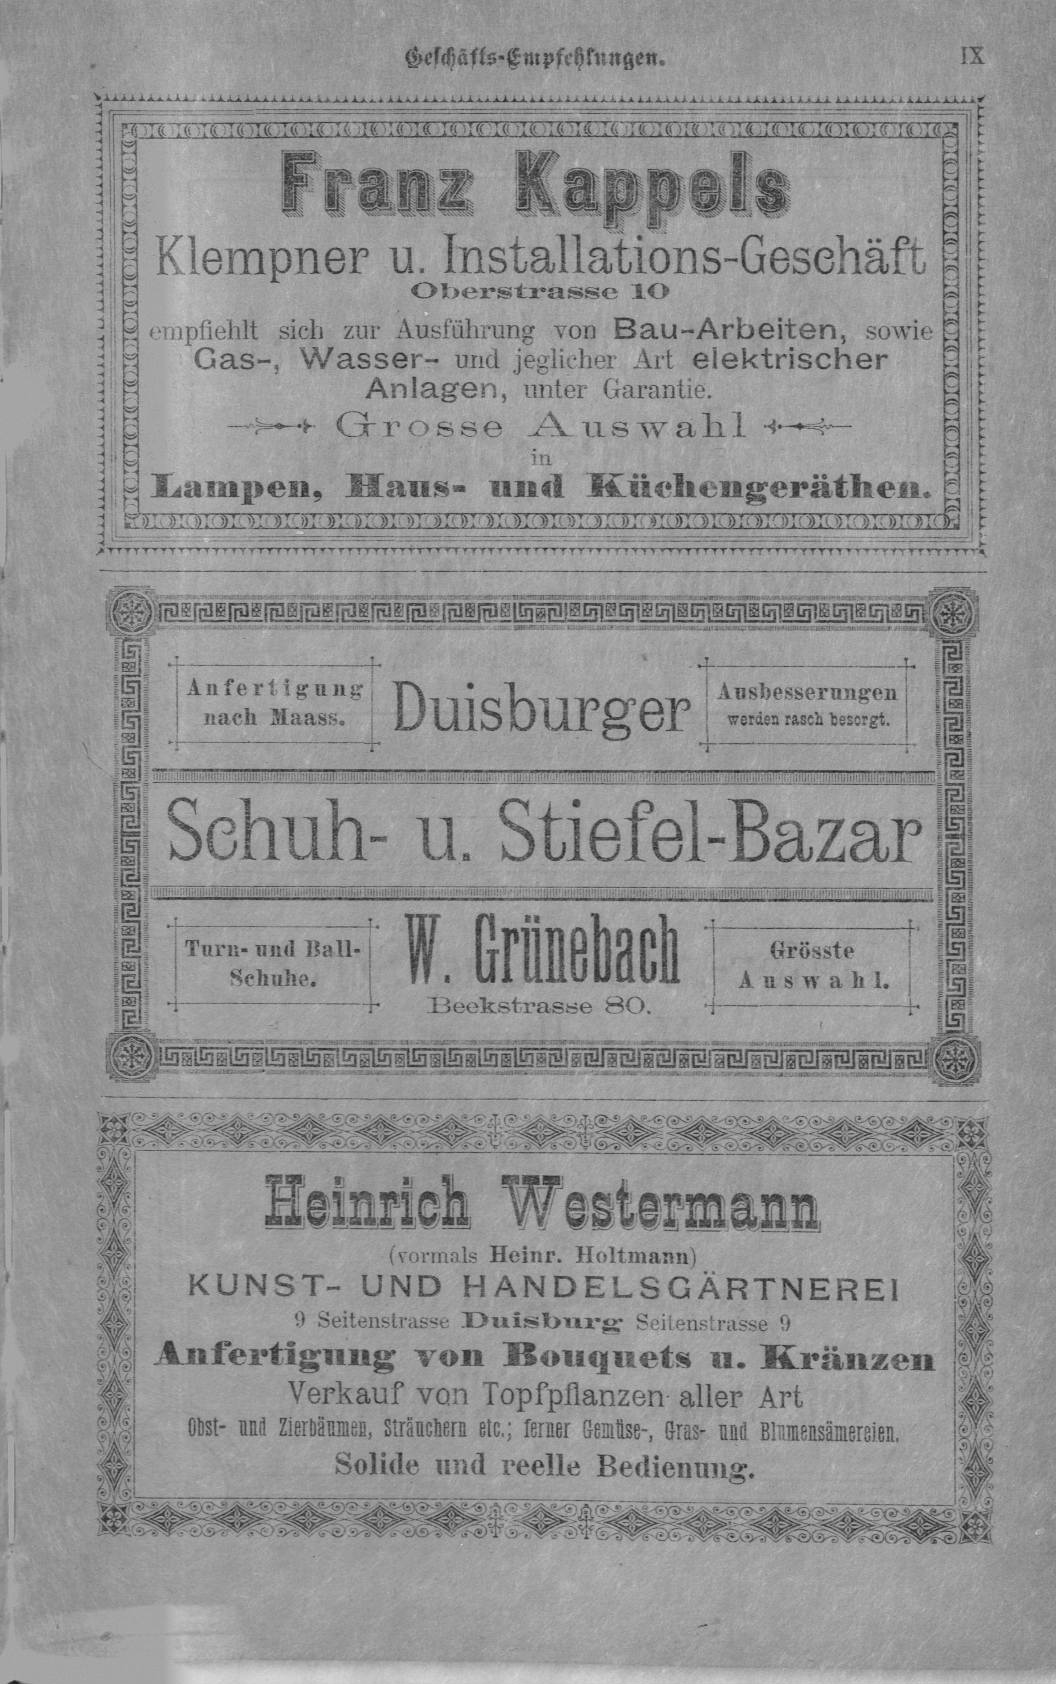 Geschäfts-Empfehlungen. IX
Franz Kappels
Klempner u. Installations-Geschäft
Oberstrasse 10
empfiehlt sich zur Ausführung von Bau-Arbeiten, sowie
Gas-, Wasser- und jeglicher Art elektrischer
Anlagen, unter Garantie.
Grosse Auswahl
in
Lampen, Haus- und Küchengeräthen.
Anfertigung
nach Maass.
Duisburger
Ausbesserungen
werden rasch besorgt.
Schuh- u. Stiefel-Bazar
Turn- und Ball-
Schuhe.
W. Grünebach
Beekstrasse 80.
Grösste
Auswahl.
Heinrich Westermann
(vormals Heinr. Holtmann)
KUNST- UND HANDELSGÄRTNEREI
9 Seitenstrasse Duisburg Seitenstrasse 9
Anfertigung von Bouquets u. Kränzen
Verkauf von Topfpflanzen aller Art
Obst- und Zierbäumen, Sträuchern etc.; ferner Gemüse-, Gras- und Blumensämereien.
Solide und reelle Bedienung.